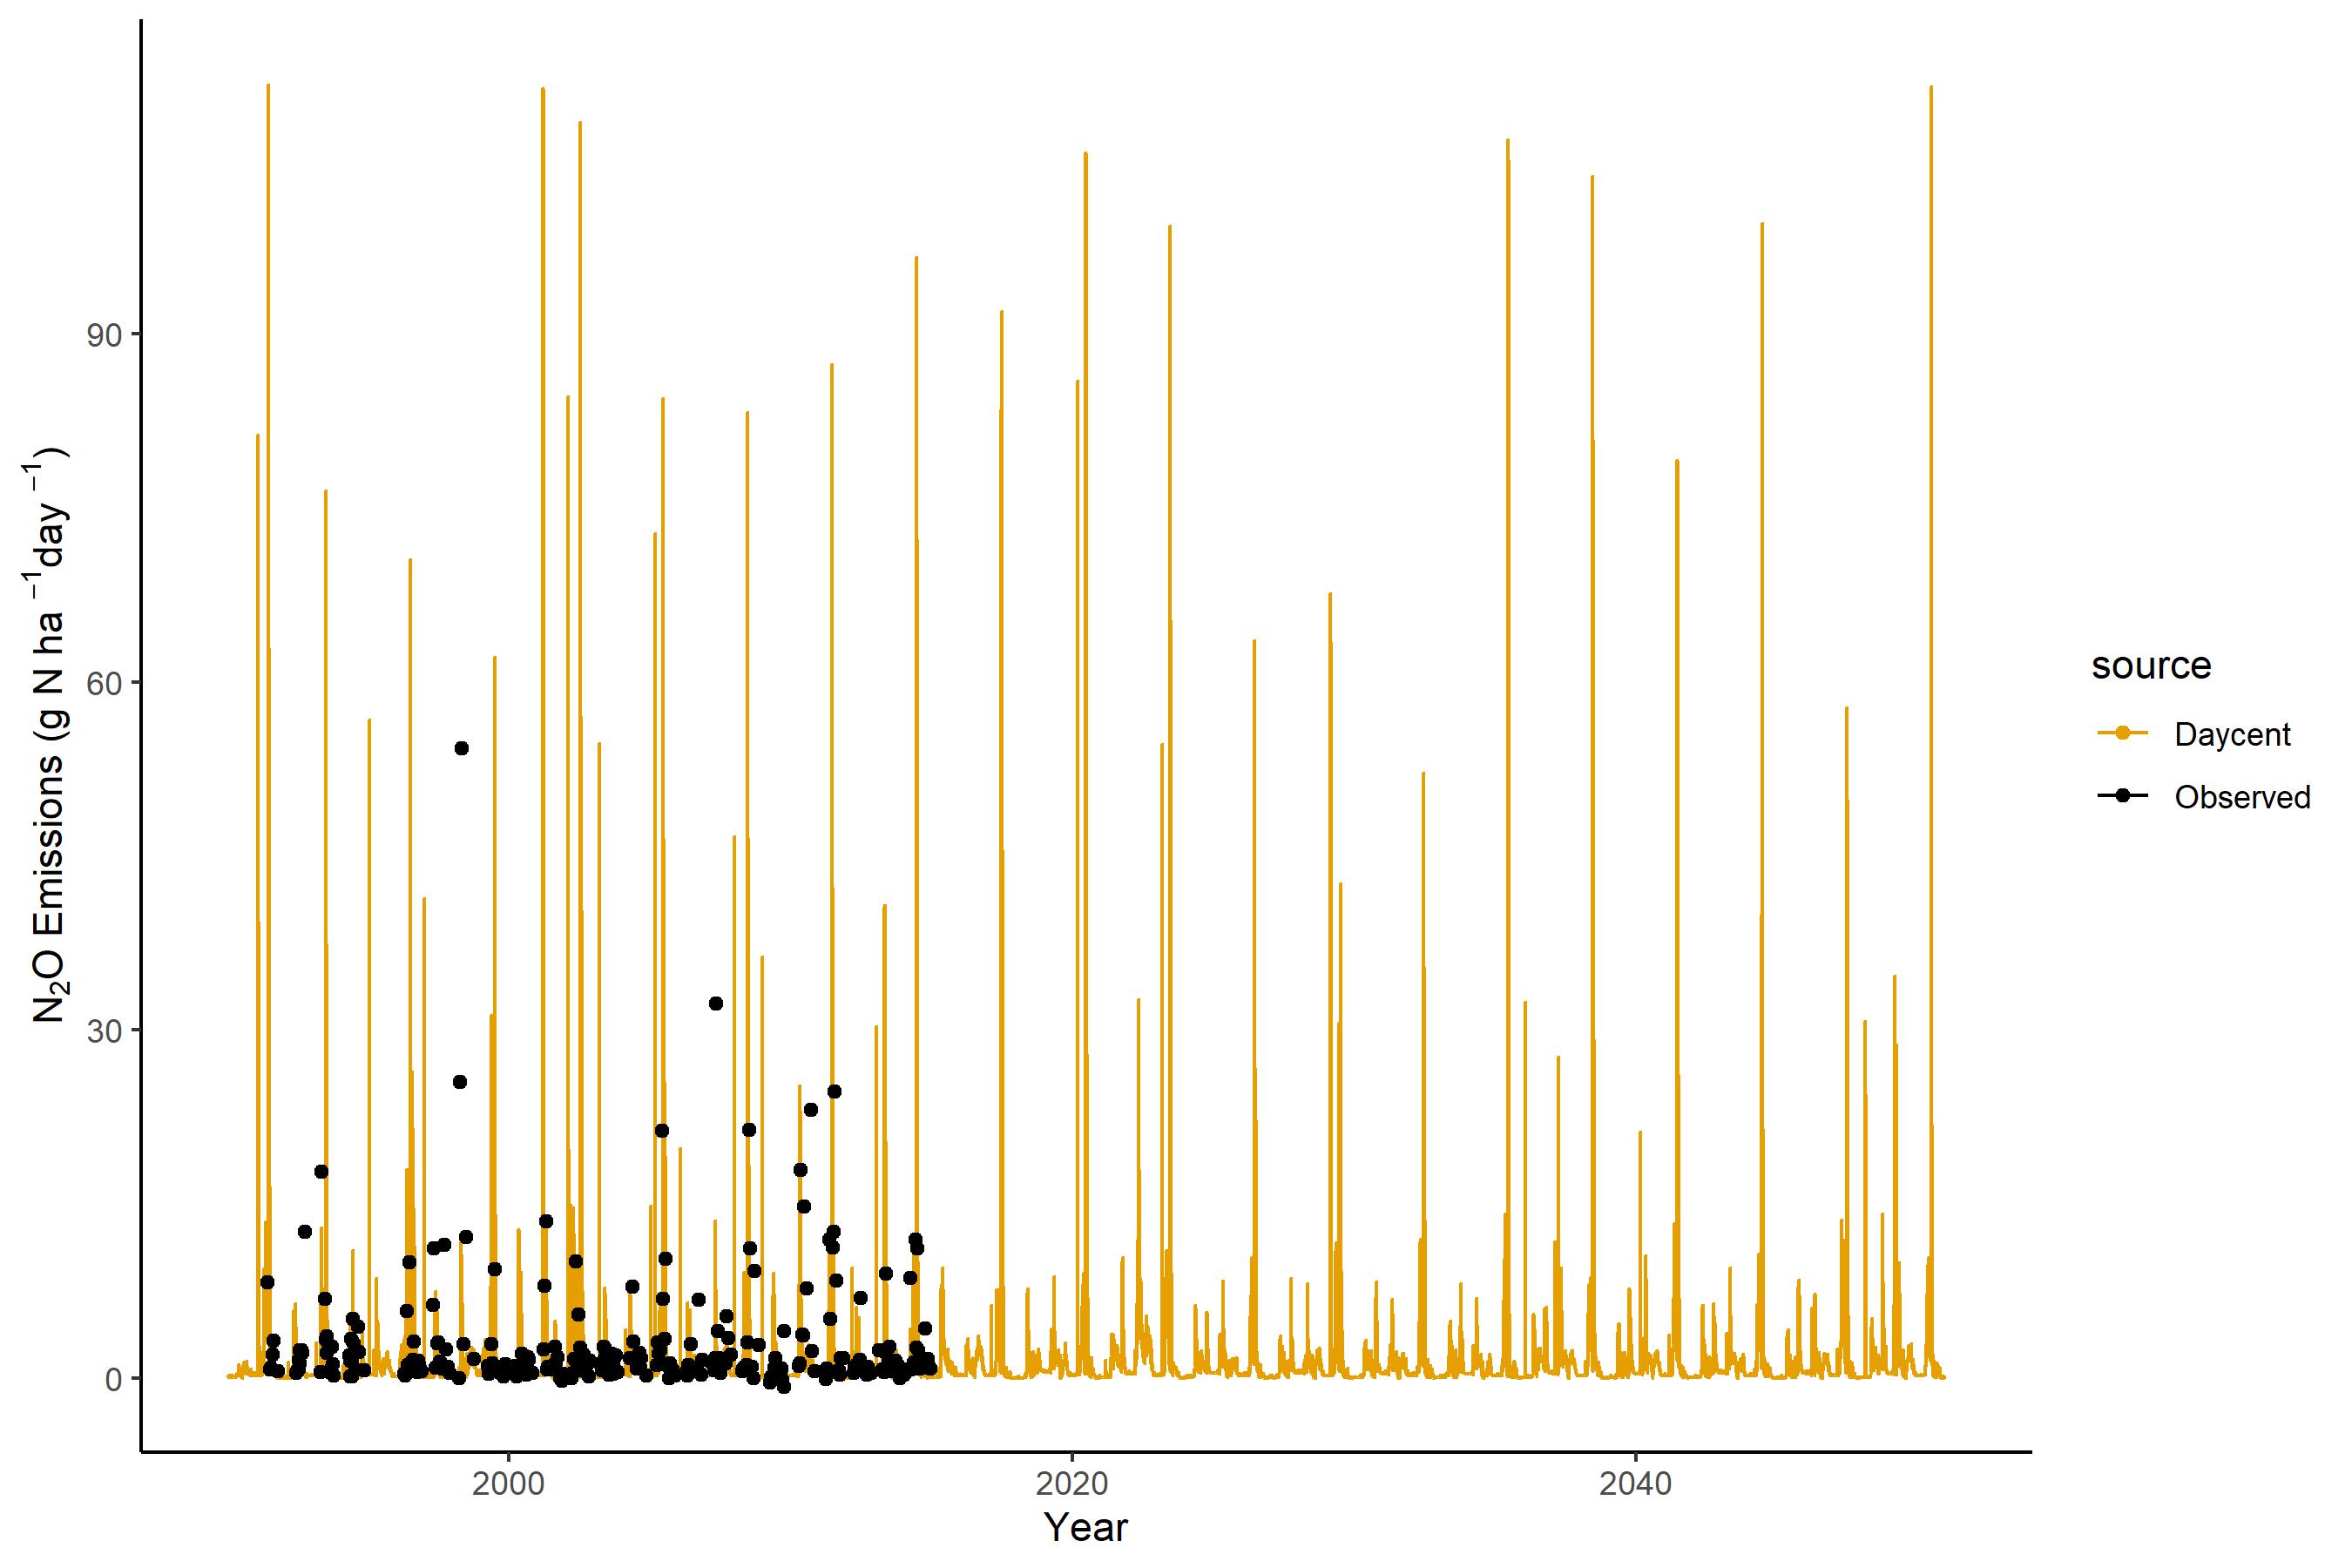 N₂O Emissions (g N ha ⁻¹day ⁻¹)
90
60
30
0
2000
2020
2040
Year
source
Daycent
Observed